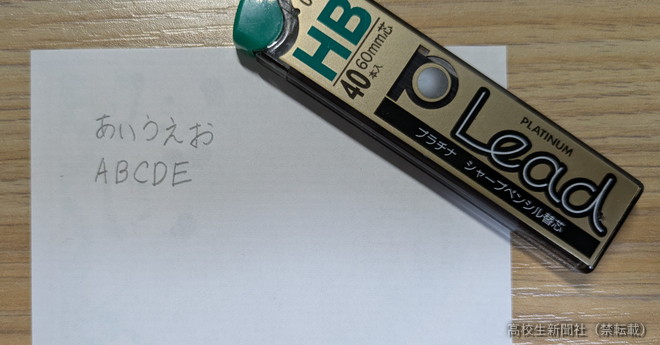 あいうえお
ABCDE
HB
40本入
60mm芯
PLATINUM
Lead
プラチナ シャープペンシル替芯
高校生新聞社（禁転載）